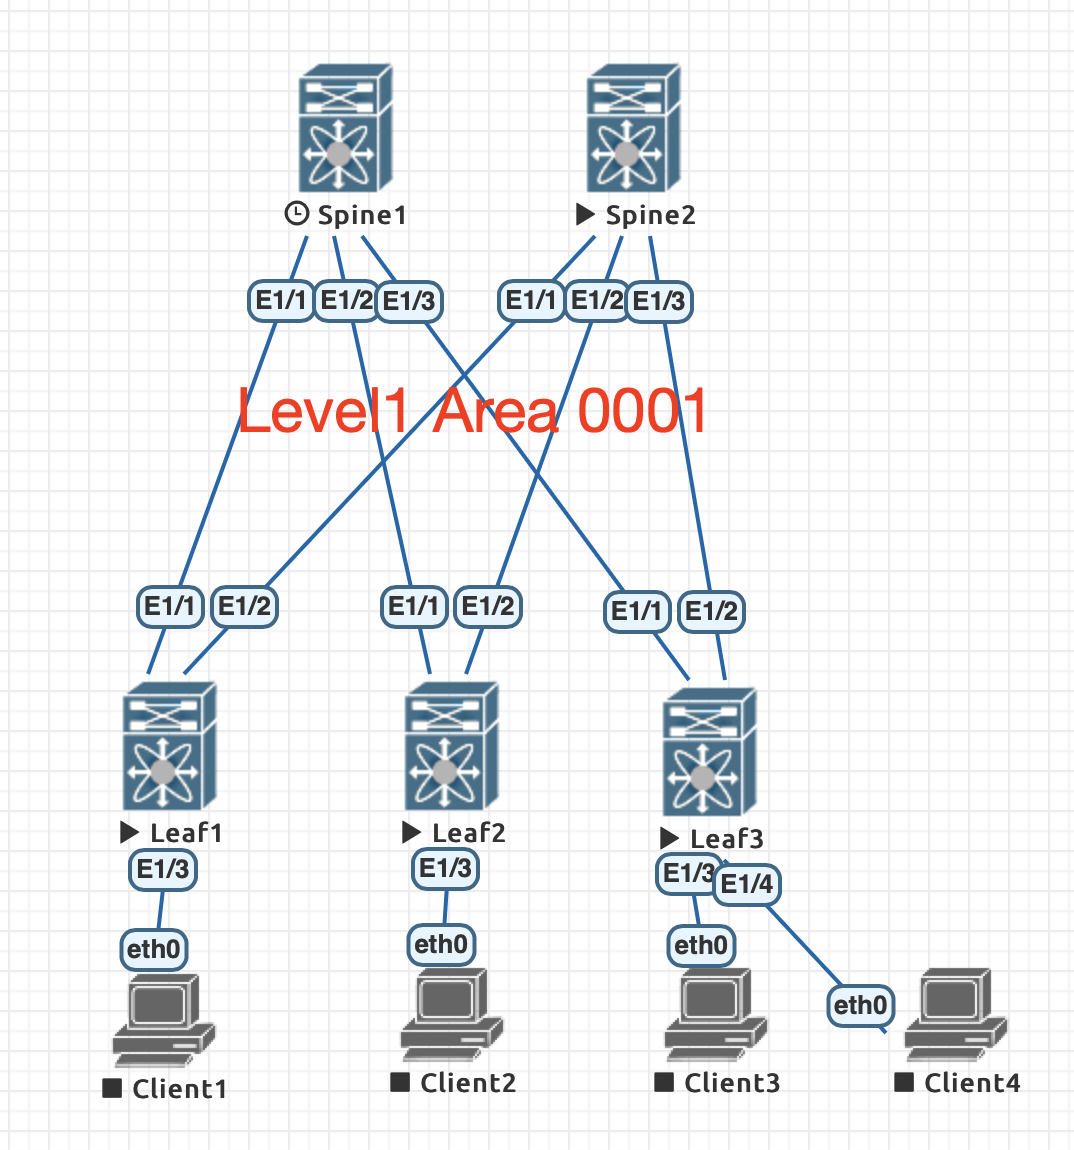 Spine1
Spine2
E1/1 E1/2 E1/3
E1/1 E1/2 E1/3
Level1 Area 0001
E1/1 E1/2
E1/1 E1/2
E1/1 E1/2
Leaf1
Leaf2
Leaf3
E1/3
E1/3
E1/3 E1/4
eth0
eth0
eth0
eth0
Client1
Client2
Client3
Client4